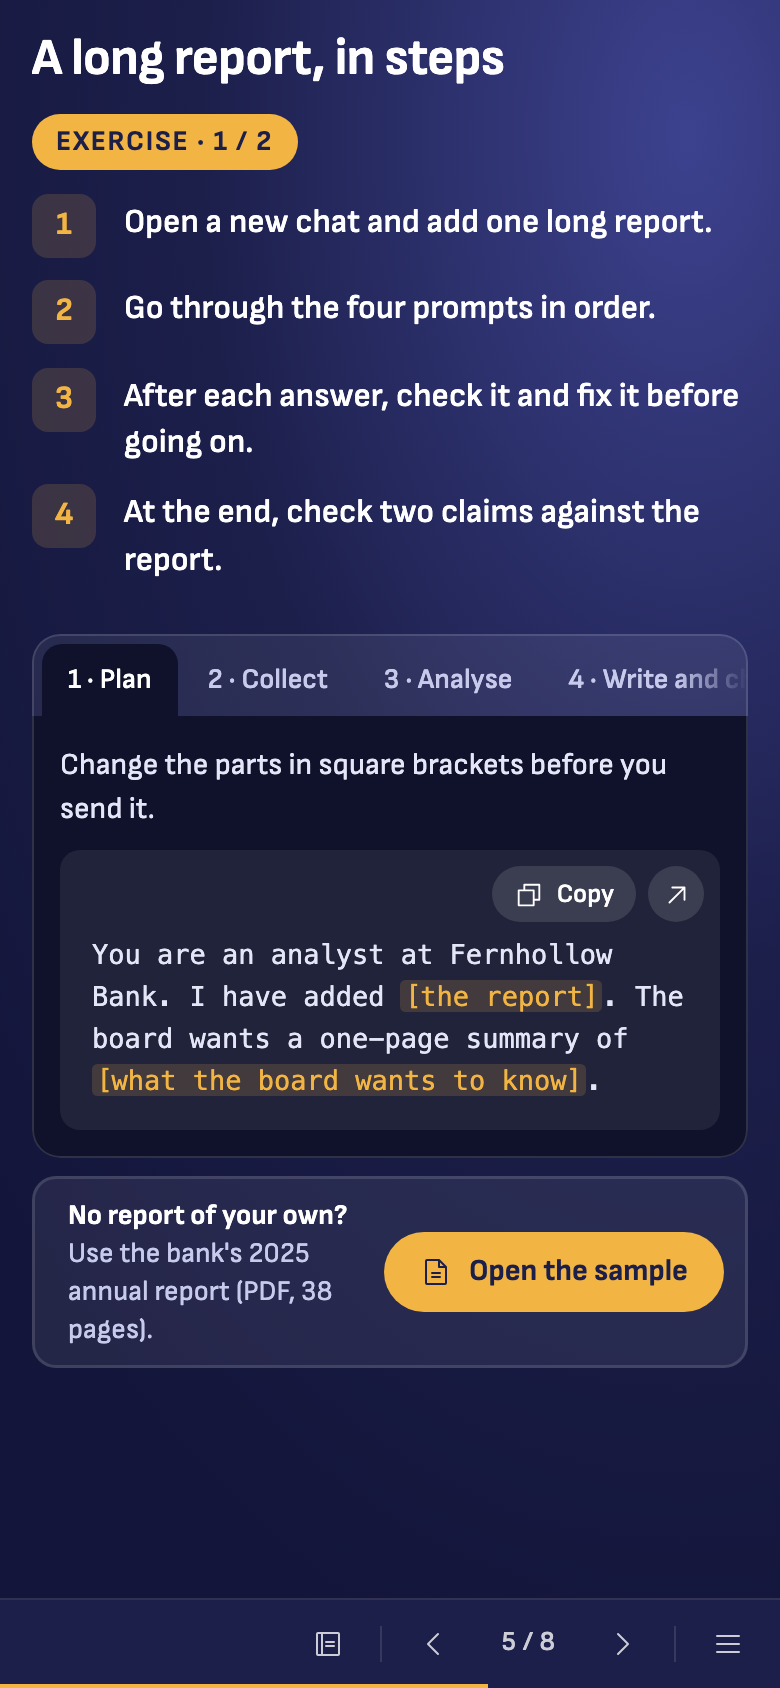 A long report, in steps
EXERCISE · 1 / 2
1 Open a new chat and add one long report.
2 Go through the four prompts in order.
3 After each answer, check it and fix it before
going on.
4 At the end, check two claims against the
report.
1 · Plan 2 · Collect 3 · Analyse 4 · Write and
Change the parts in square brackets before you
send it.
Copy
You are an analyst at Fernhollow
Bank. I have added [the report]. The
board wants a one-page summary of
[what the board wants to know].
No report of your own?
Use the bank's 2025
annual report (PDF, 38
pages).
Open the sample
5 / 8